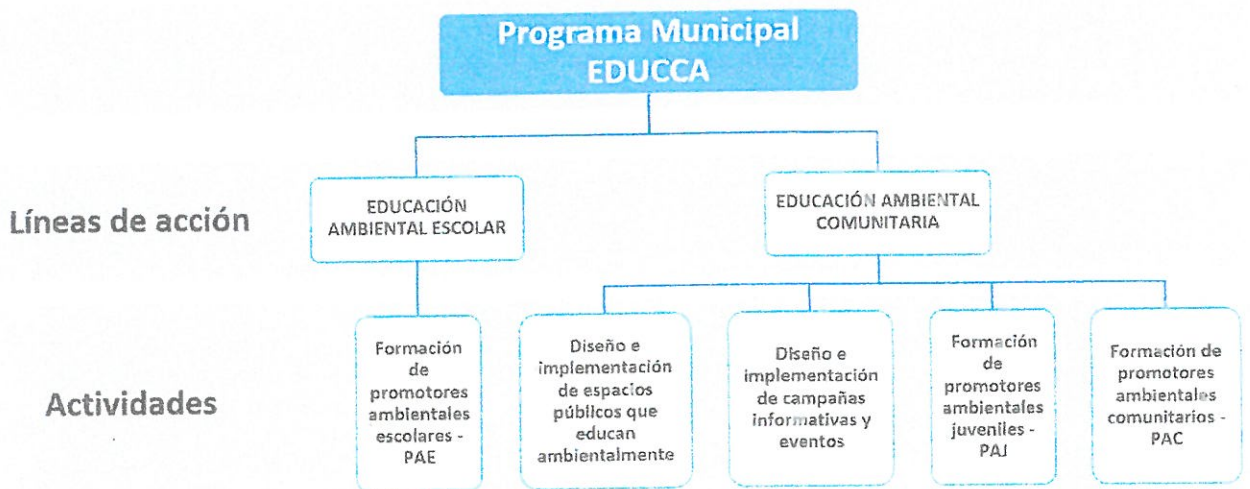 Programa Municipal
EDUCCA
Líneas de acción
EDUCACIÓN
AMBIENTAL ESCOLAR
EDUCACIÓN AMBIENTAL
COMUNITARIA
Actividades
Formación
de
promotores
ambientales
escolares -
PAE
Diseño e
implementación
de espacios
públicos que
educan
ambientalmente
Diseño e
implementación
de campañas
informativas y
eventos
Formación
de
promotores
ambientales
juveniles -
PAJ
Formación de
promotores
ambientales
comunitarios -
PAC